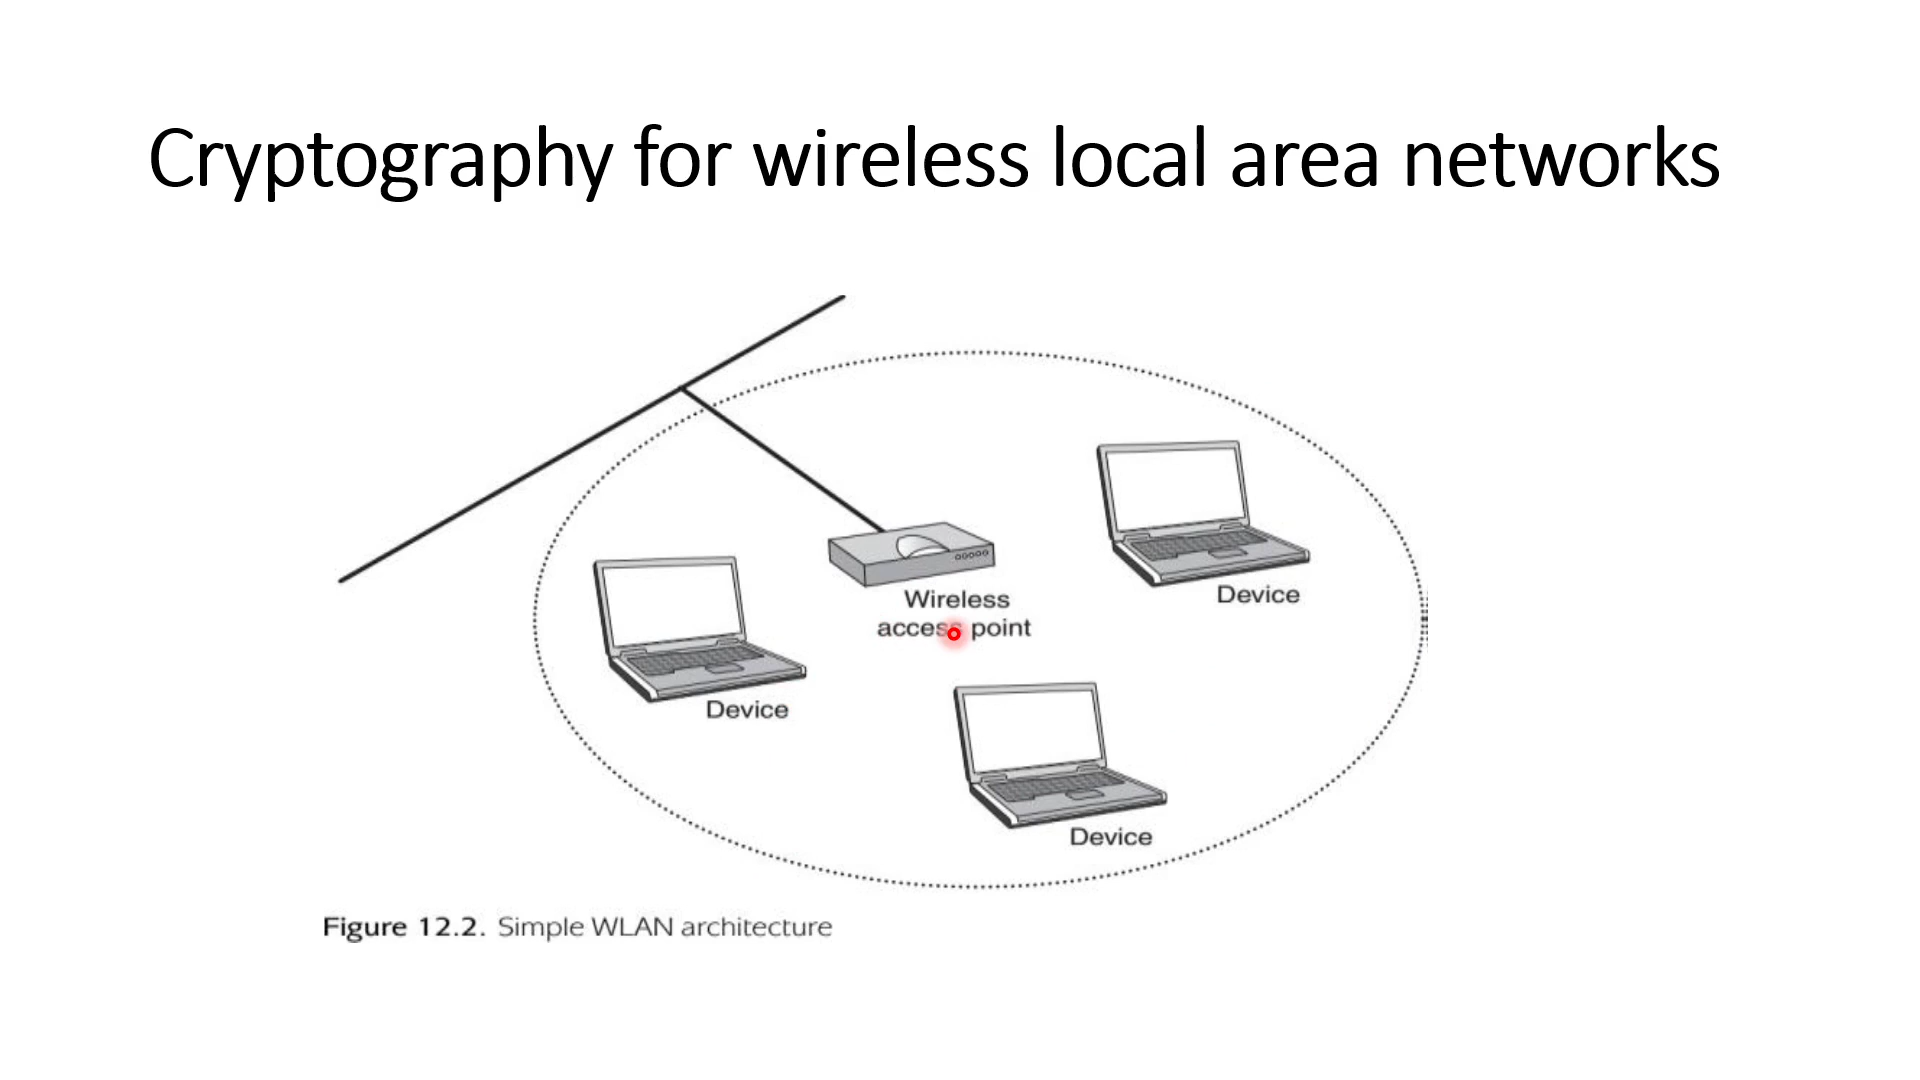 Cryptography for wireless local area networks
Wireless
access point
Device
Device
Device
Figure 12.2. Simple WLAN architecture